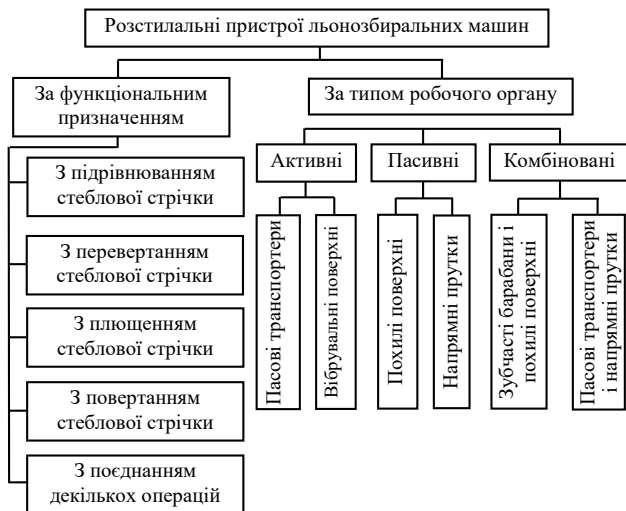 Розстилальні пристрої льонозбиральних машин
За функціональним
призначенням
За типом робочого органу
З підрівнюванням
стеблової стрічки
З перевертанням
стеблової стрічки
З плющенням
стеблової стрічки
З повертанням
стеблової стрічки
З поєднанням
декількох операцій
Активні
Пасивні
Комбіновані
Пасові транспортери
Вібрувальні поверхні
Похилі поверхні
Напрямні прутки
Зубчасті барабани і
похилі поверхні
Пасові транспортери
і напрямні прутки